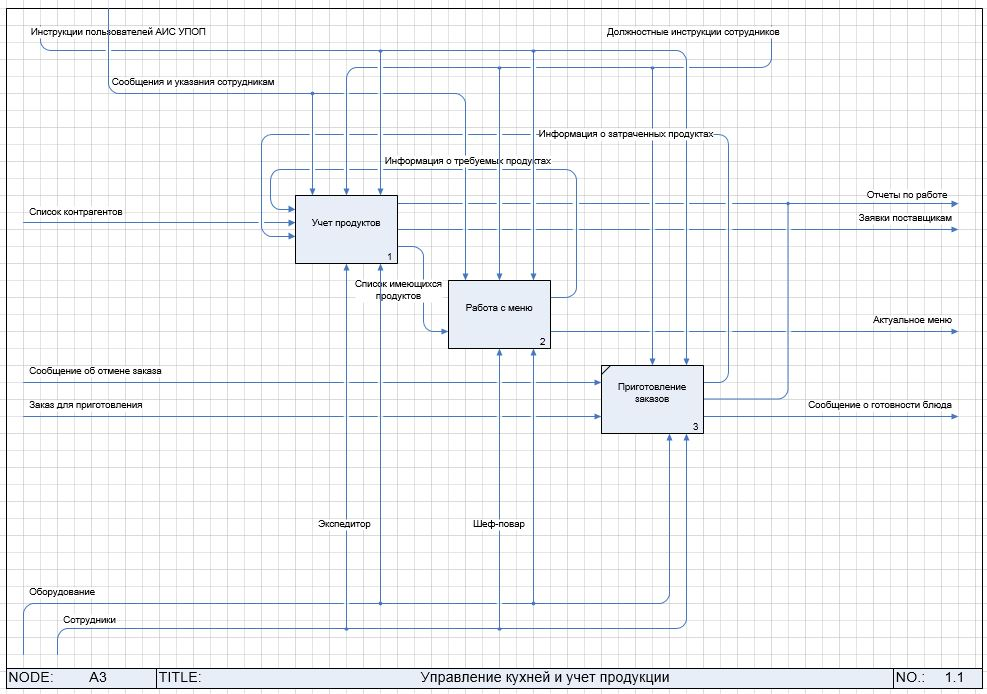 Инструкции пользователей АИС УПОП
Должностные инструкции сотрудников
Сообщения и указания сотрудникам
Информация о затраченных продуктах
Информация о требуемых продуктах
Отчеты по работе
Список контрагентов
Заявки поставщикам
Учет продуктов
1
Список имеющихся
продуктов
Работа с меню
2
Актуальное меню
Сообщение об отмене заказа
Приготовление
заказов
3
Заказ для приготовления
Сообщение о готовности блюда
Экспедитор
Шеф-повар
Оборудование
Сотрудники
NODE: A3 TITLE: Управление кухней и учет продукции NO.: 1.1